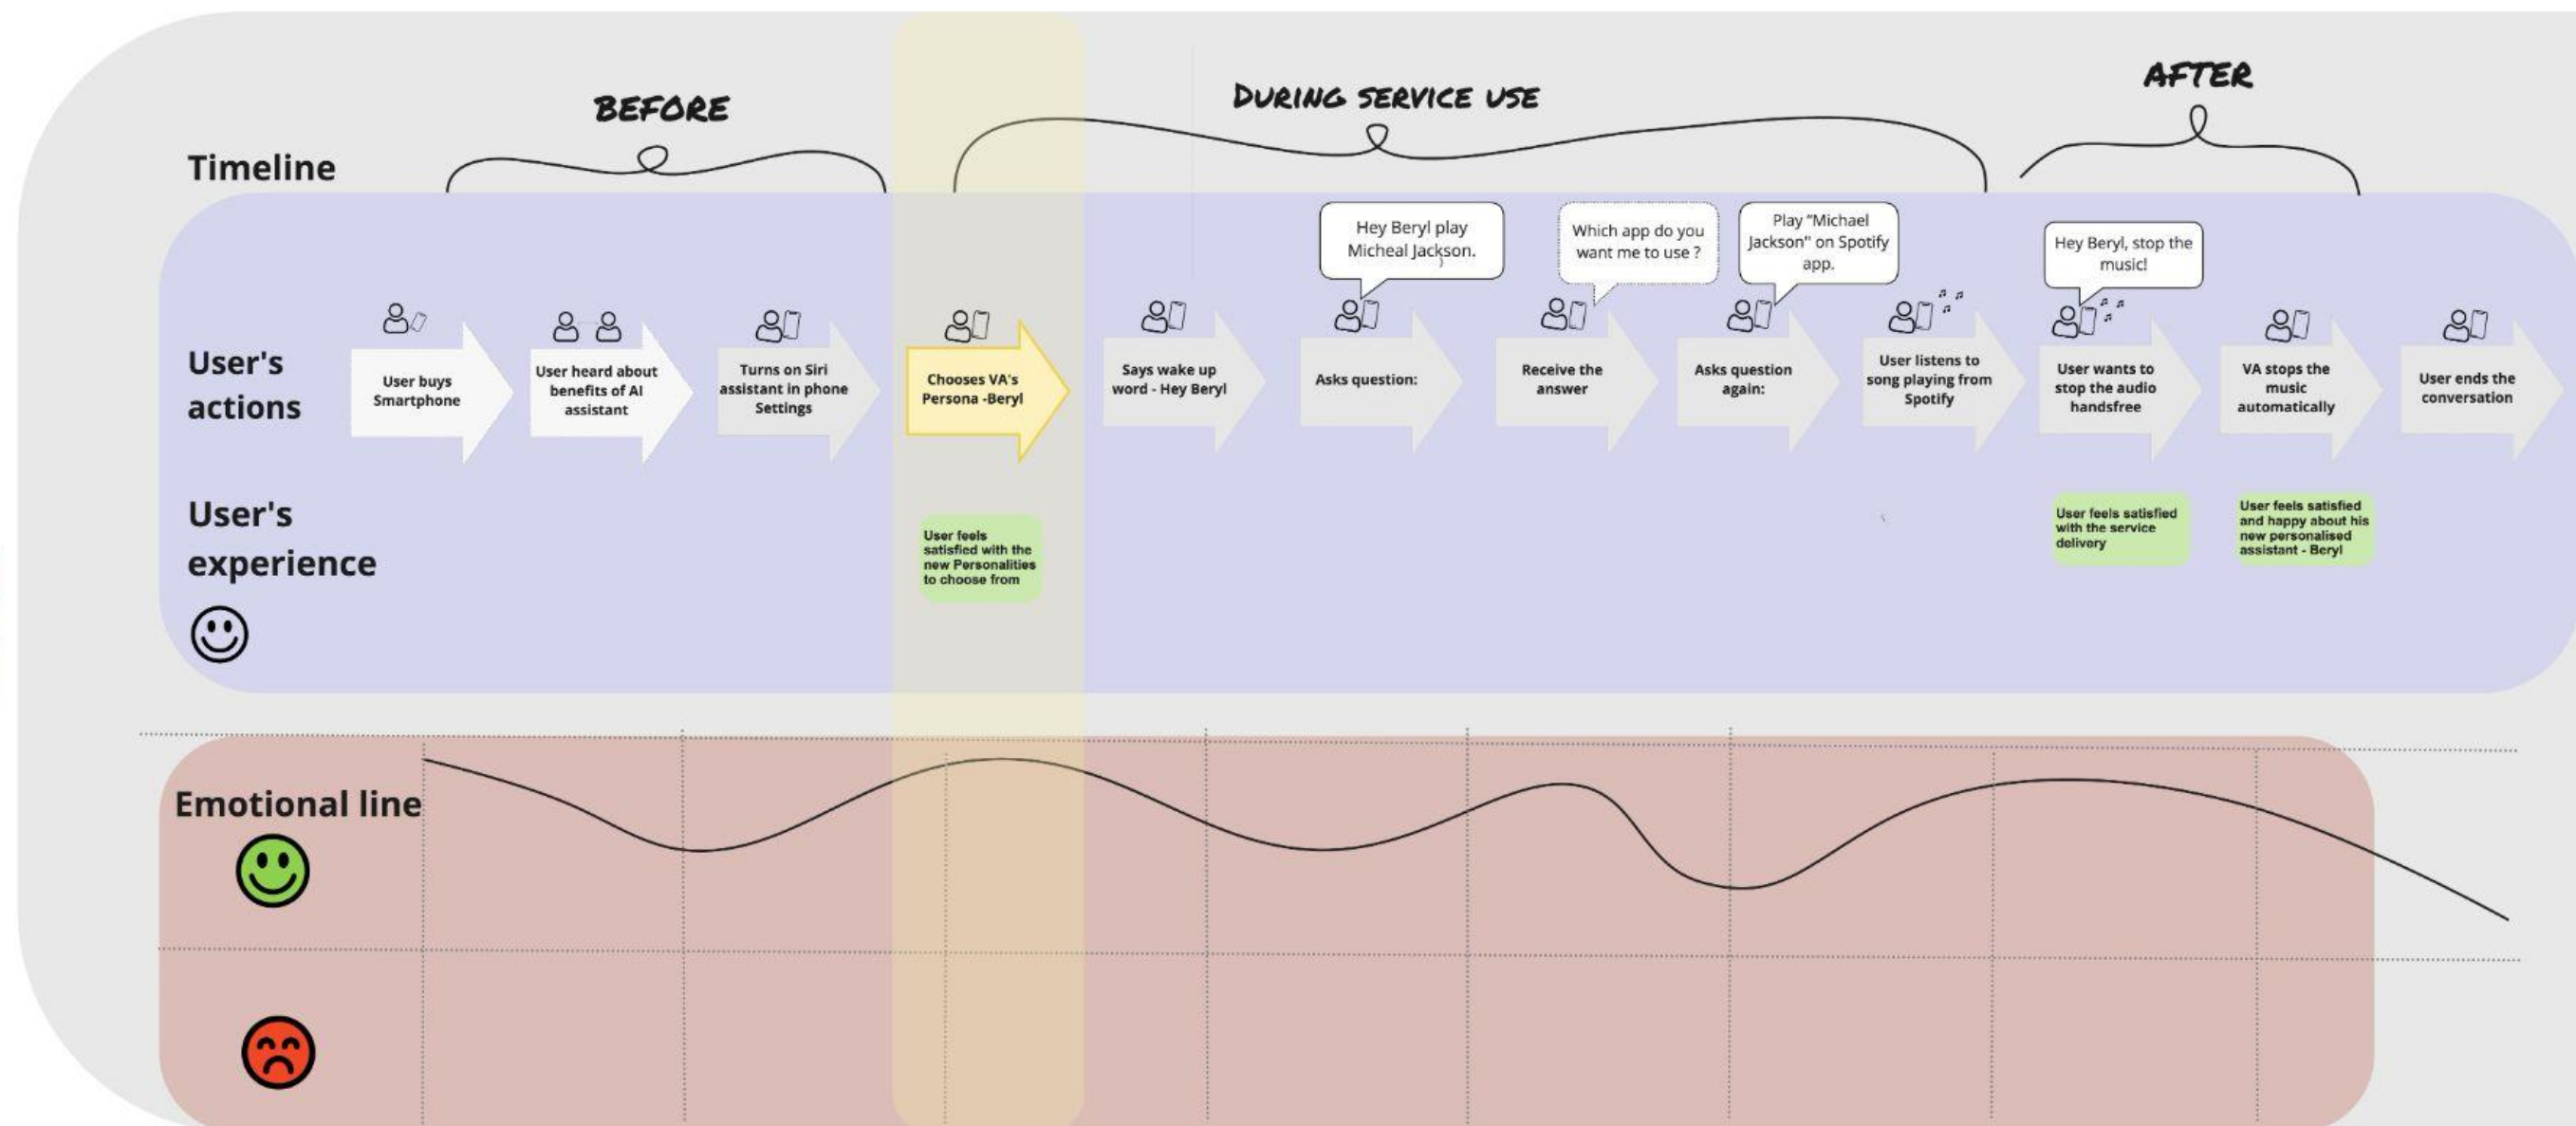 BEFORE
DURING SERVICE USE
AFTER
Timeline
Hey Beryl play
Micheal Jackson.
Which app do you
want me to use ?
Play "Michael
Jackson" on Spotify
app.
Hey Beryl, stop the
music!
User's
actions
User buys
Smartphone
User heard about
benefits of AI
assistant
Turns on Siri
assistant in phone
Settings
Chooses VA's
Persona -Beryl
Says wake up
word - Hey Beryl
Asks question:
Receive the
answer
Asks question
again:
User listens to
song playing from
Spotify
User wants to
stop the audio
handsfree
VA stops the
music
automatically
User ends the
conversation
User's
experience
User feels
satisfied with the
new Personalities
to choose from
User feels satisfied
with the service
delivery
User feels satisfied
and happy about his
new personalised
assistant - Beryl
Emotional line